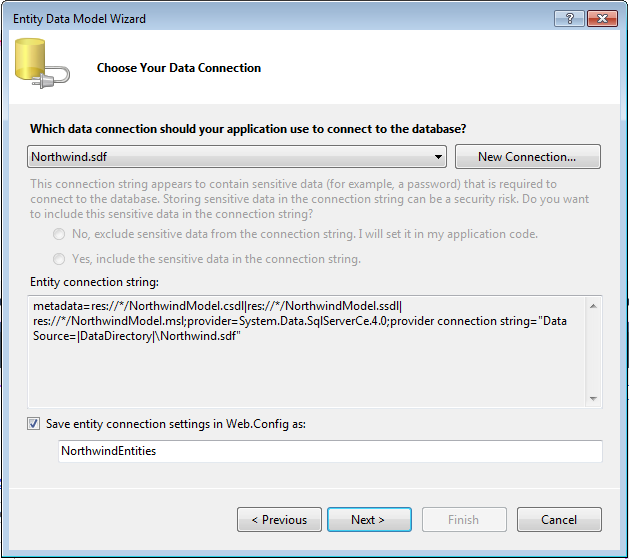 Entity Data Model Wizard
Choose Your Data Connection
Which data connection should your application use to connect to the database?
Northwind.sdf
New Connection...
This connection string appears to contain sensitive data (for example, a password) that is required to
connect to the database. Storing sensitive data in the connection string can be a security risk. Do you want
to include this sensitive data in the connection string?
No, exclude sensitive data from the connection string. I will set it in my application code.
Yes, include the sensitive data in the connection string.
Entity connection string:
metadata=res://*/NorthwindModel.csdl|res://*/NorthwindModel.ssdl|
res://*/NorthwindModel.msl;provider=System.Data.SqlServerCe.4.0;provider connection string="Data
Source=|DataDirectory|\Northwind.sdf"
Save entity connection settings in Web.Config as:
NorthwindEntities
< Previous
Next >
Finish
Cancel